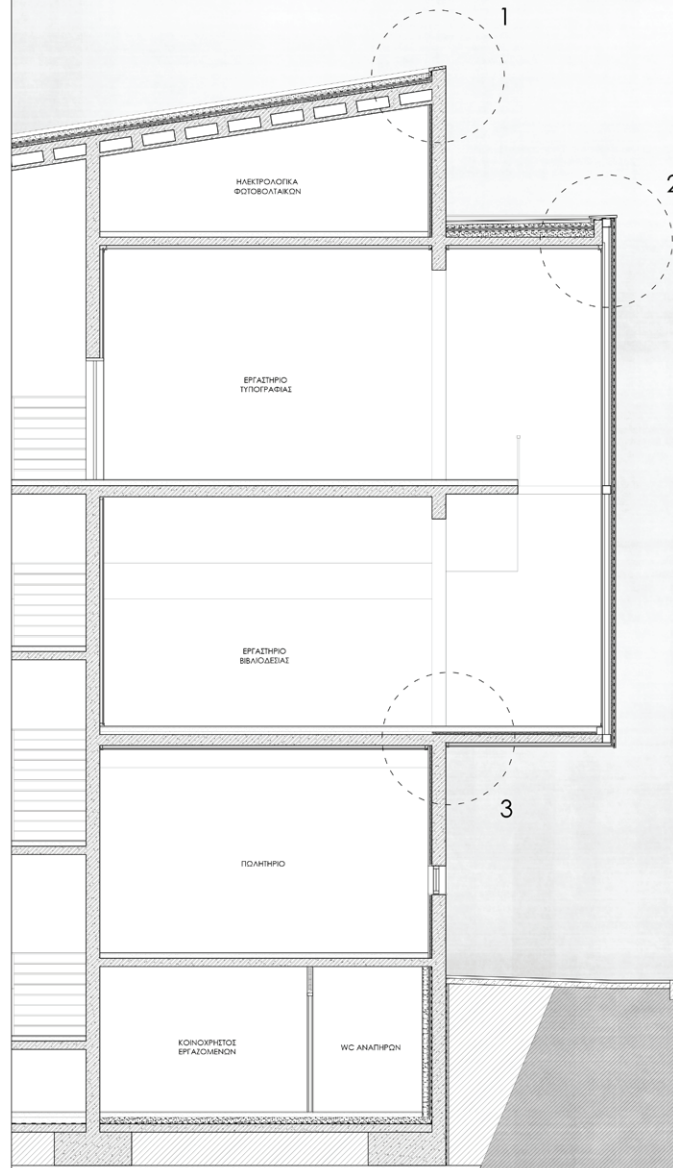 1
2
ΗΛΕΚΤΡΟΛΟΓΙΚΑ
ΦΩΤΟΒΟΛΤΑΙΚΩΝ
ΕΡΓΑΣΤΗΡΙΟ
ΤΥΠΟΓΡΑΦΙΑΣ
ΕΡΓΑΣΤΗΡΙΟ
ΒΙΒΛΙΟΔΕΣΙΑΣ
3
ΠΩΛΗΤΗΡΙΟ
ΚΟΙΝΟΧΡΗΣΤΟΣ
ΕΡΓΑΖΟΜΕΝΩΝ
WC ΑΝΑΠΗΡΩΝ